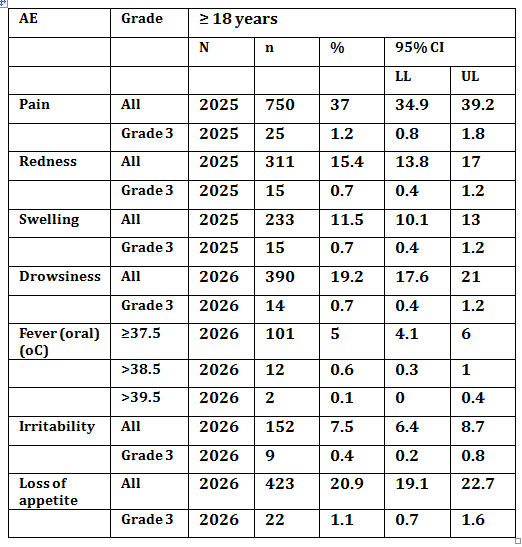 AE Grade ≥ 18 years
N n % 95% CI
LL UL
Pain All 2025 750 37 34.9 39.2
Grade 3 2025 25 1.2 0.8 1.8
Redness All 2025 311 15.4 13.8 17
Grade 3 2025 15 0.7 0.4 1.2
Swelling All 2025 233 11.5 10.1 13
Grade 3 2025 15 0.7 0.4 1.2
Drowsiness All 2026 390 19.2 17.6 21
Grade 3 2026 14 0.7 0.4 1.2
Fever (oral) ≥37.5 2026 101 5 4.1 6
(oC)
>38.5 2026 12 0.6 0.3 1
>39.5 2026 2 0.1 0 0.4
Irritability All 2026 152 7.5 6.4 8.7
Grade 3 2026 9 0.4 0.2 0.8
Loss of All 2026 423 20.9 19.1 22.7
appetite
Grade 3 2026 22 1.1 0.7 1.6